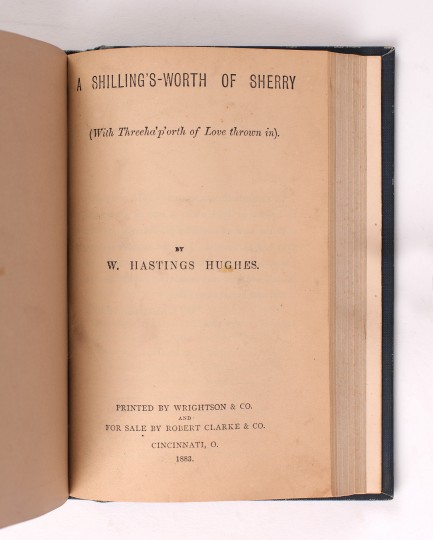 A SHILLING'S-WORTH OF SHERRY
(With Threeha'p'orth of Love thrown in).
BY
W. HASTINGS HUGHES.
PRINTED BY WRIGHTSON & CO.
AND
FOR SALE BY ROBERT CLARKE & CO.
CINCINNATI, O.
1883.